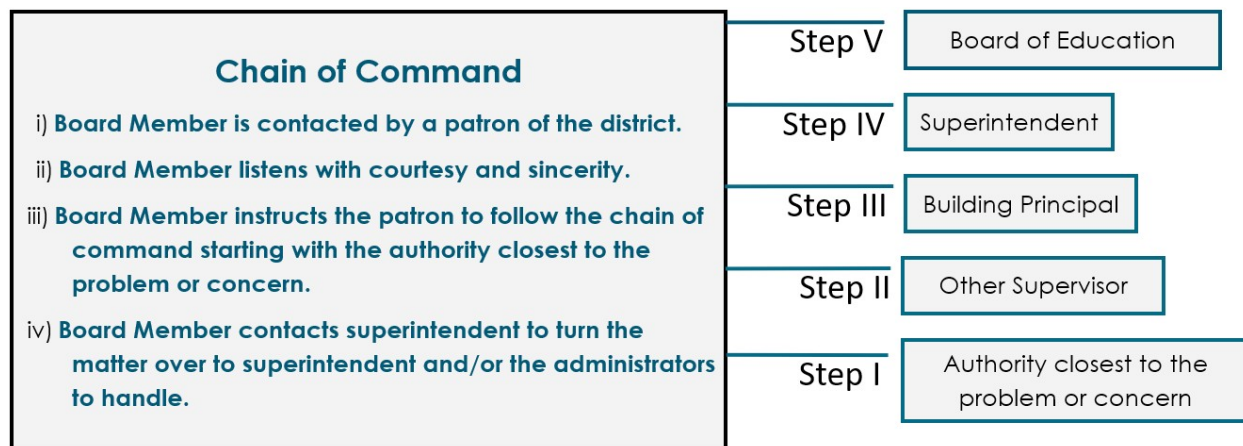 Chain of Command
i) Board Member is contacted by a patron of the district.
ii) Board Member listens with courtesy and sincerity.
iii) Board Member instructs the patron to follow the chain of
command starting with the authority closest to the
problem or concern.
iv) Board Member contacts superintendent to turn the
matter over to superintendent and/or the administrators
to handle.
Step V
Board of Education
Step IV
Superintendent
Step III
Building Principal
Step II
Other Supervisor
Step I
Authority closest to the
problem or concern